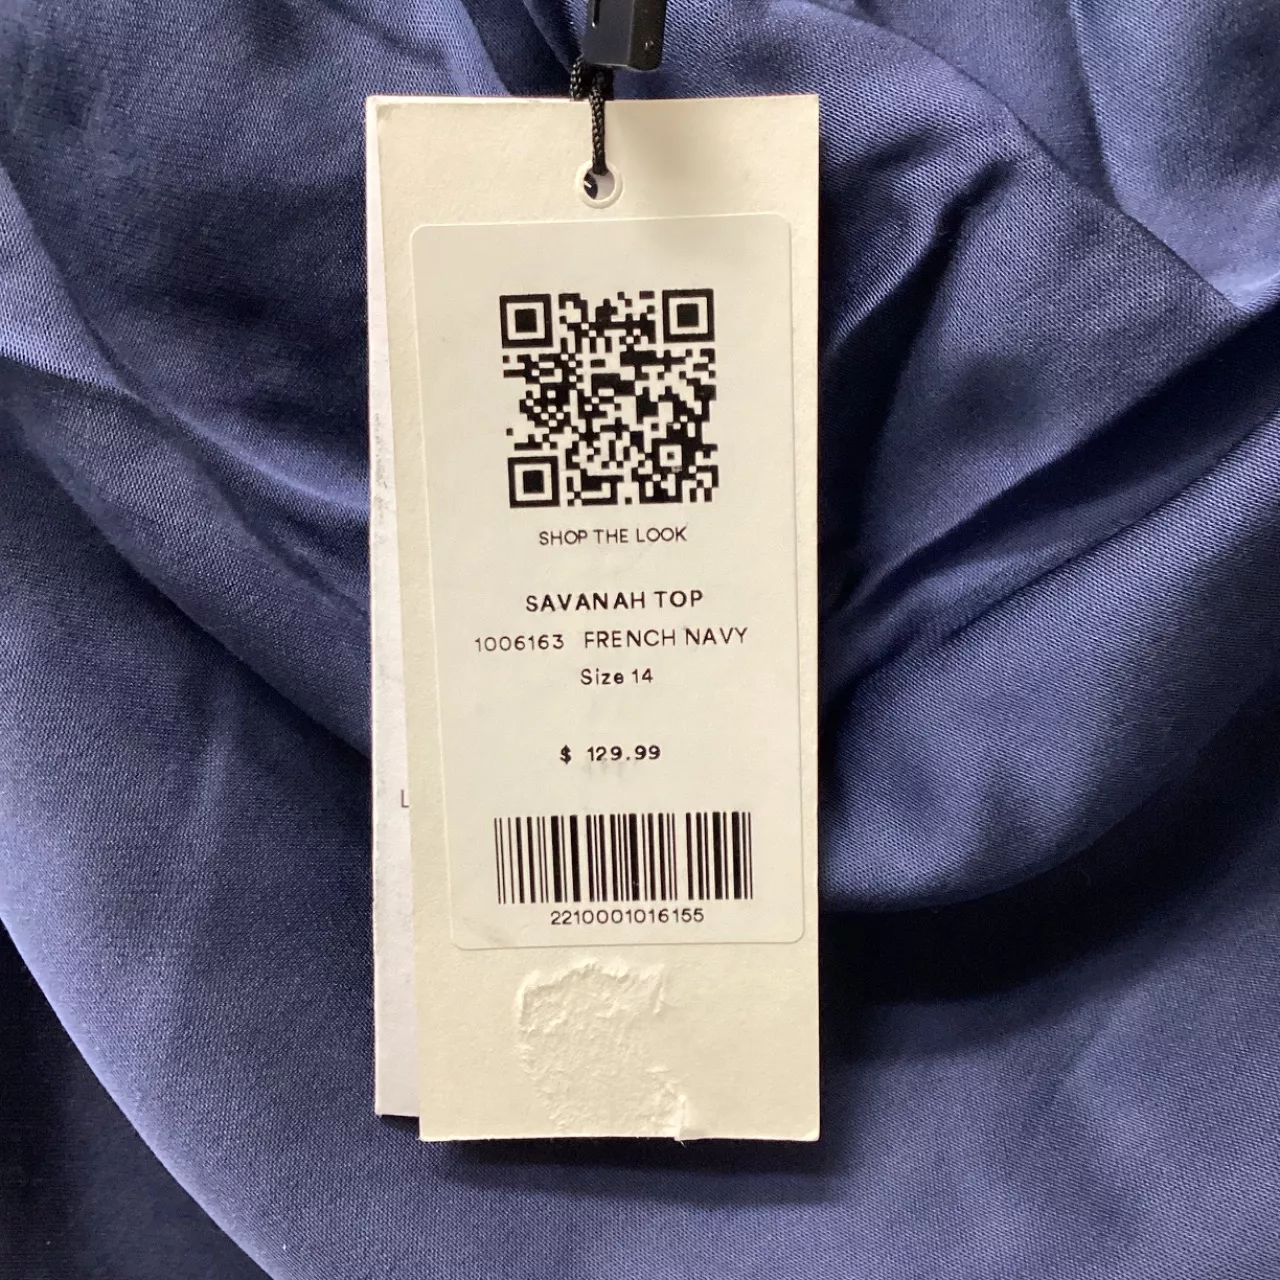 SHOP THE LOOK
SAVANAH TOP
1006163 FRENCH NAVY
Size 14
$ 129.99
L
2210001016155